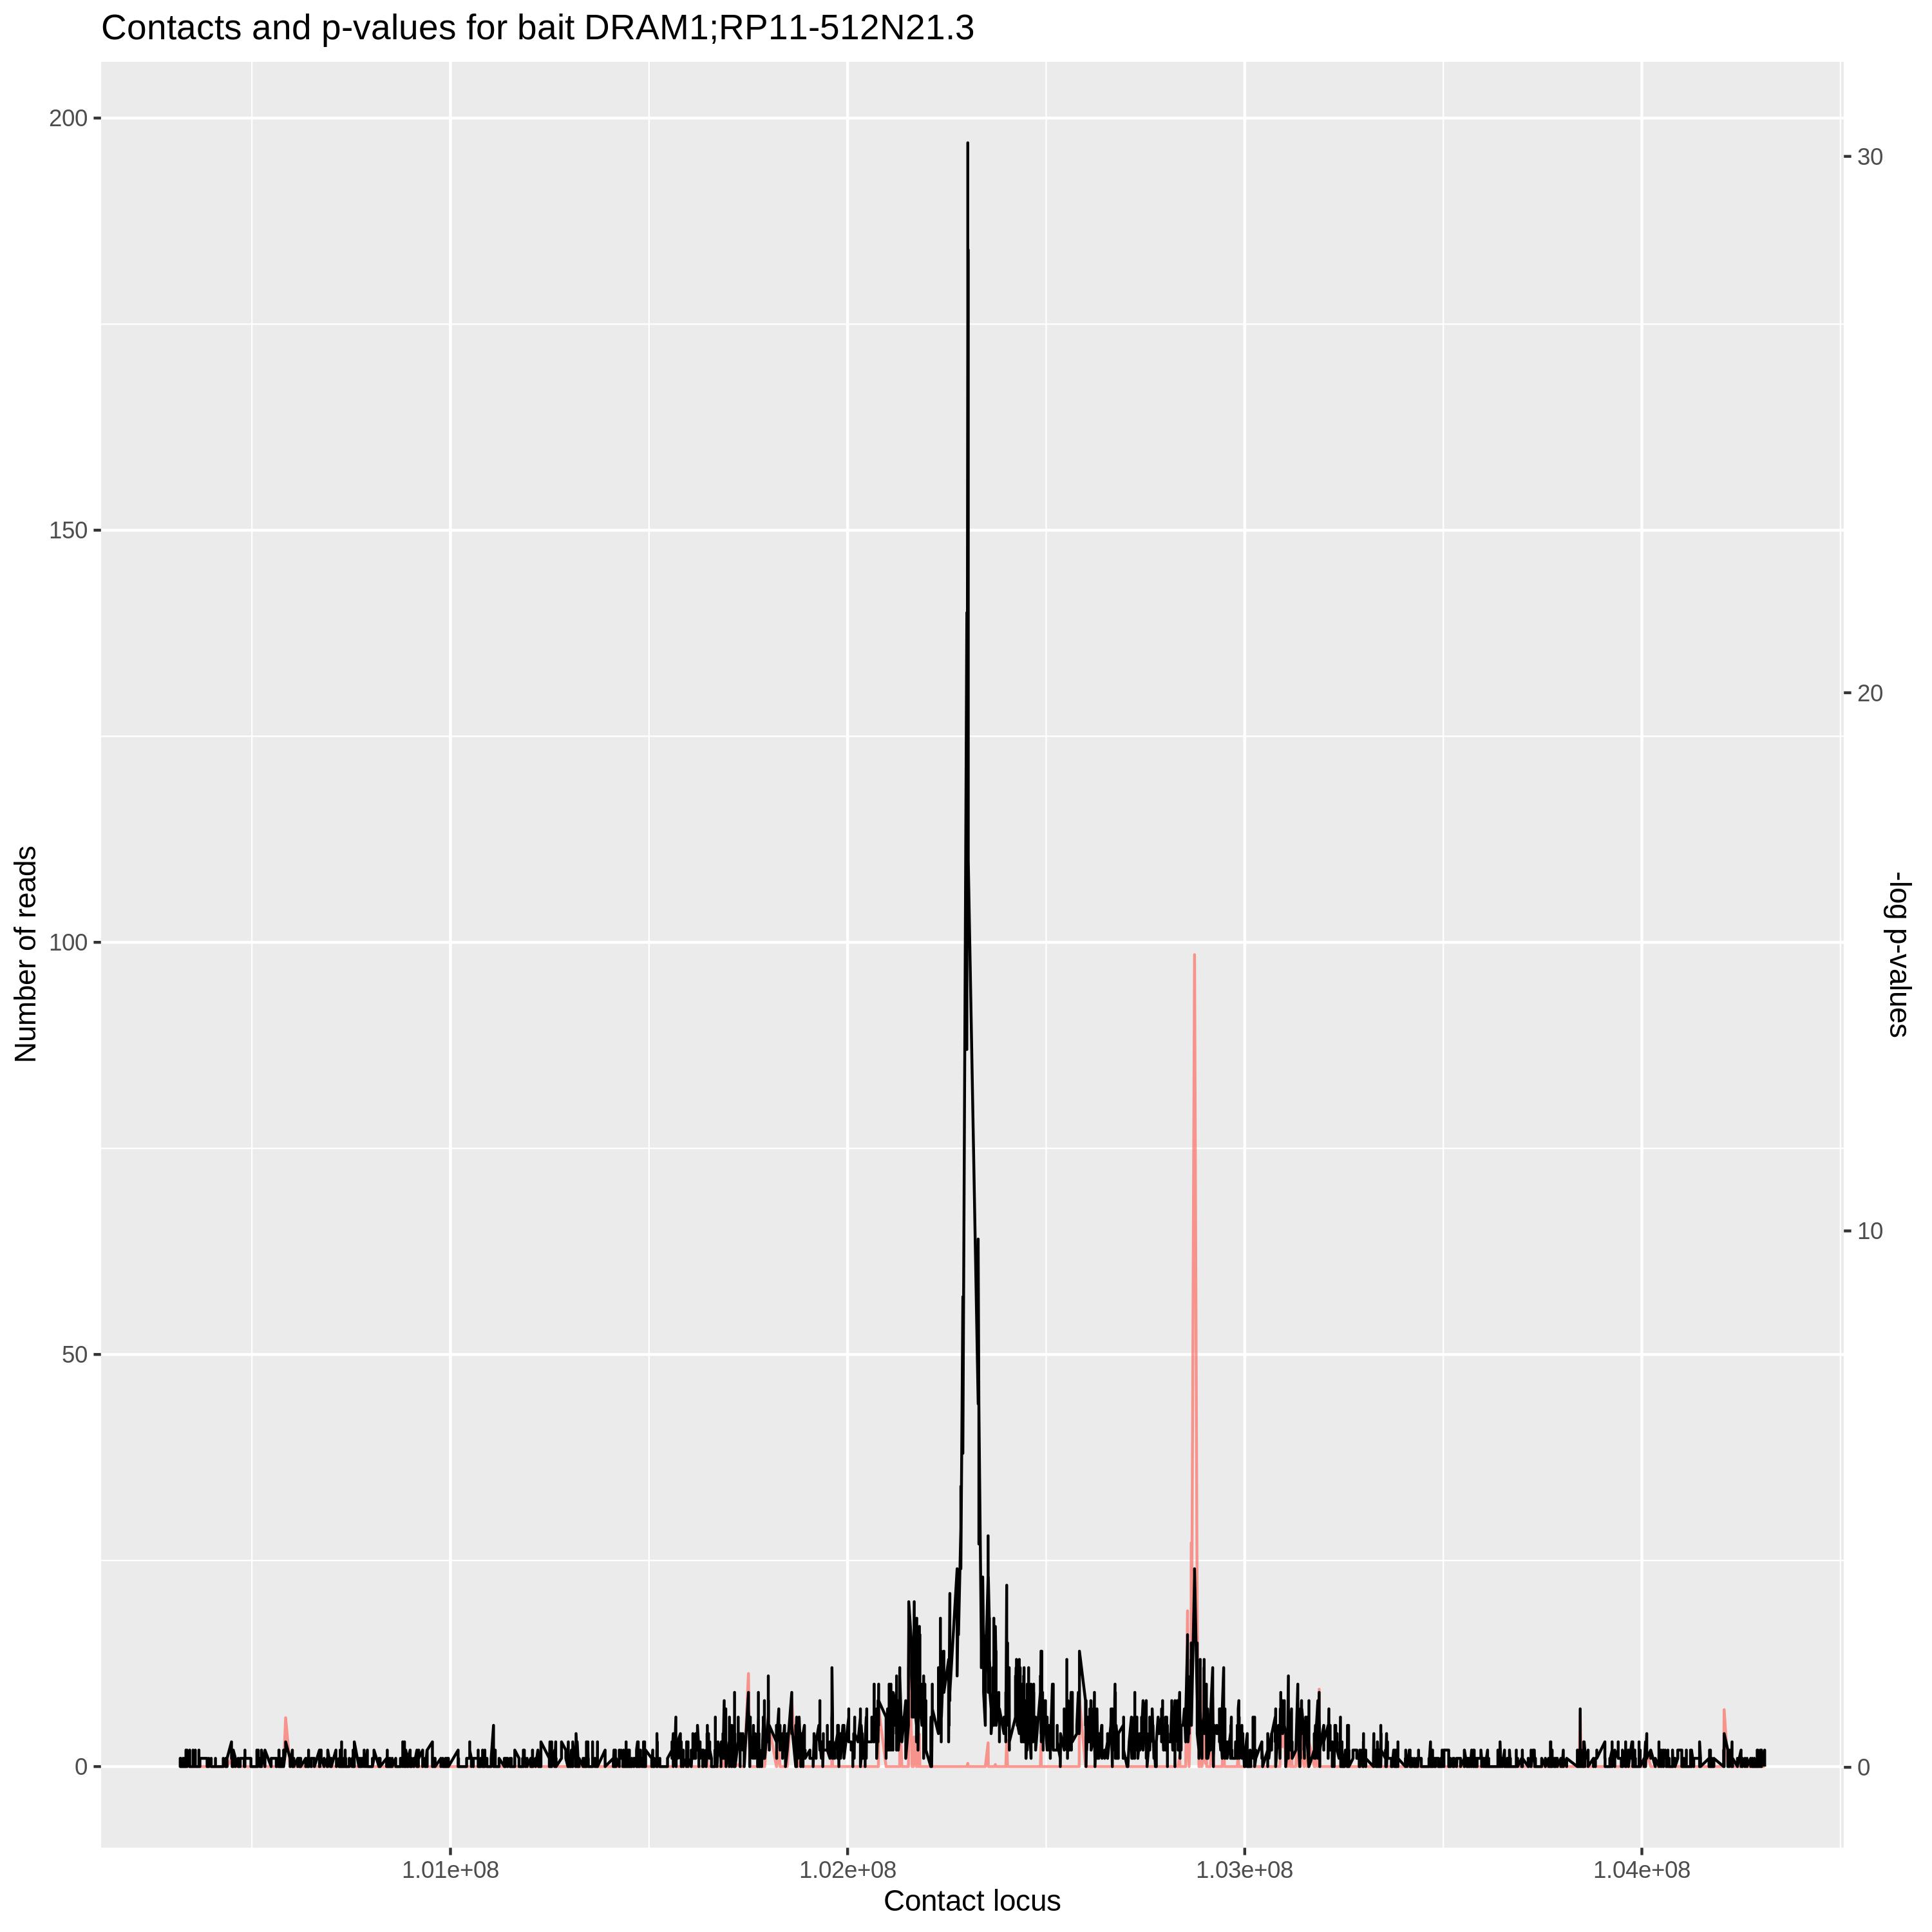 Contacts and p-values for bait DRAM1;RP11-512N21.3
200
150
100
50
0
Number of reads
30
20
10
0
-log p-values
1.01e+08 1.02e+08 1.03e+08 1.04e+08
Contact locus